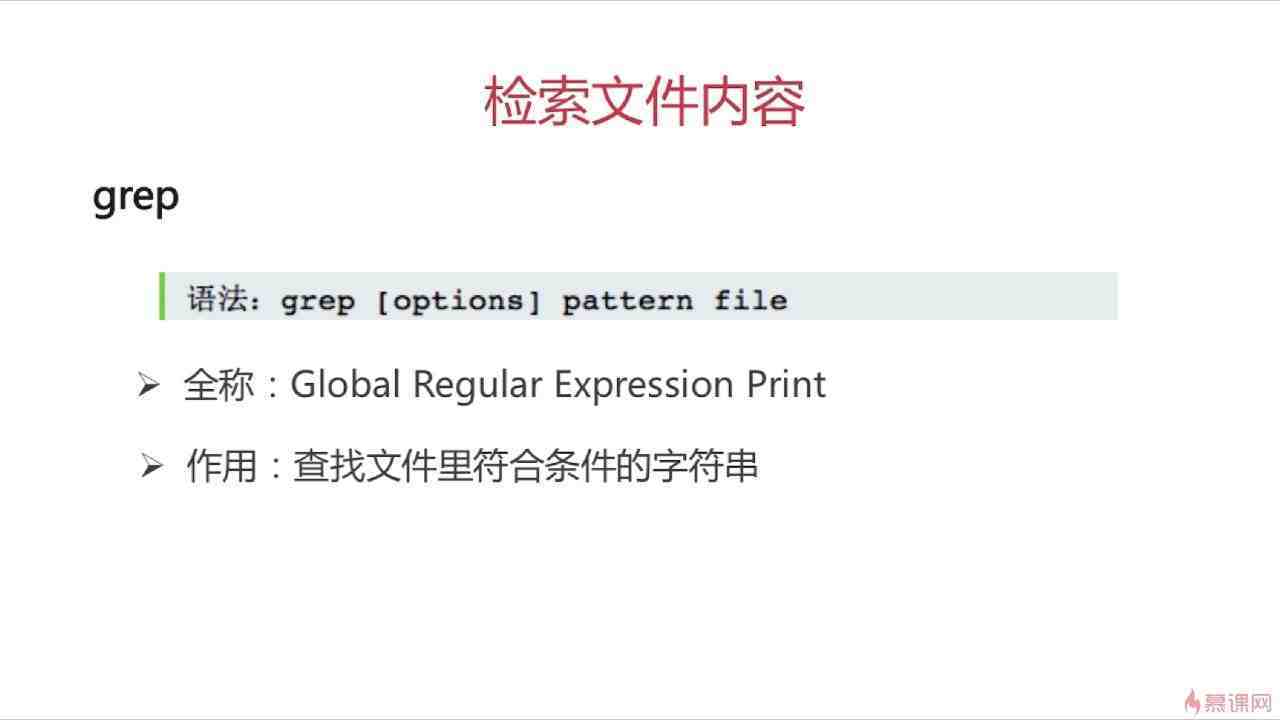 检索文件内容
grep
语法：grep [options] pattern file
全称：Global Regular Expression Print
作用：查找文件里符合条件的字符串
慕课网